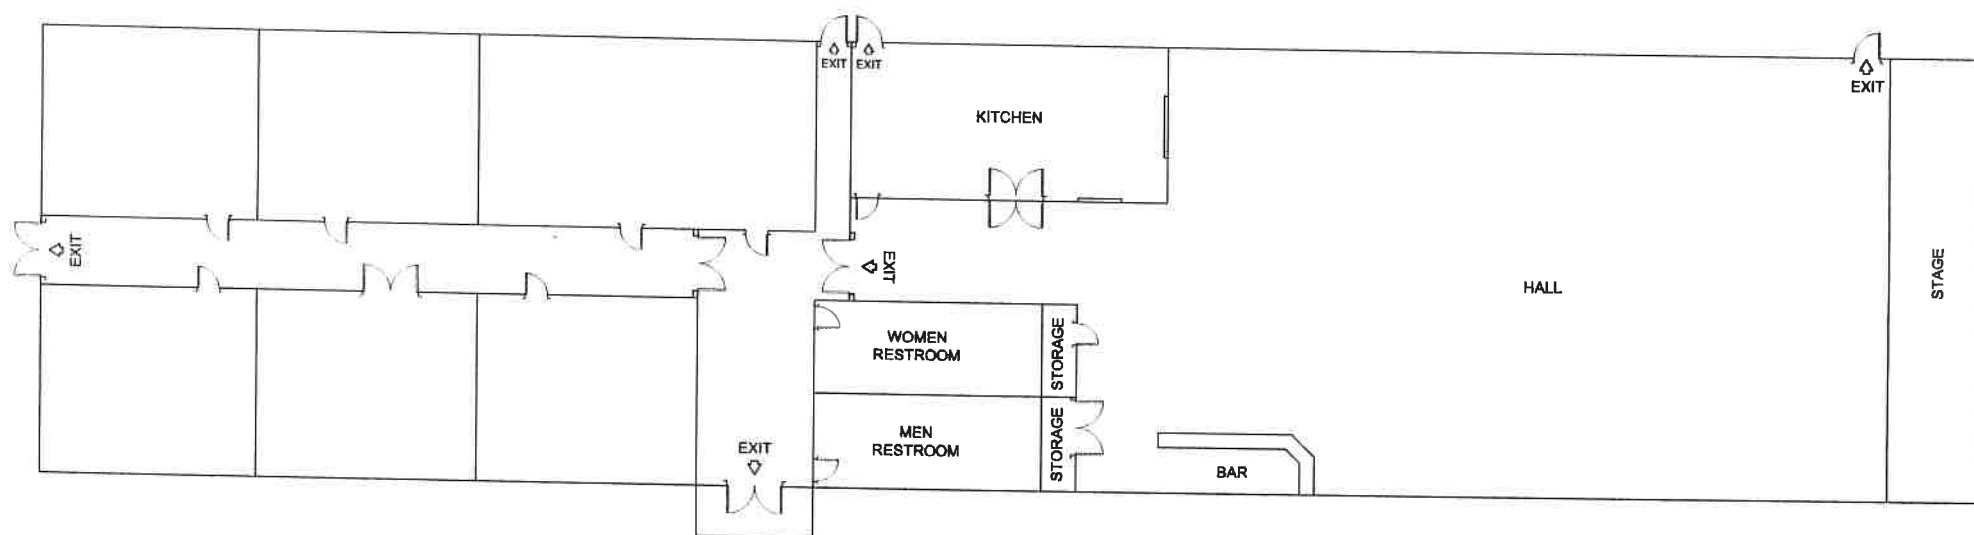 EXIT
EXIT
EXIT
KITCHEN
EXIT
EXIT
HALL
STAGE
WOMEN
RESTROOM
STORAGE
MEN
RESTROOM
STORAGE
EXIT
BAR